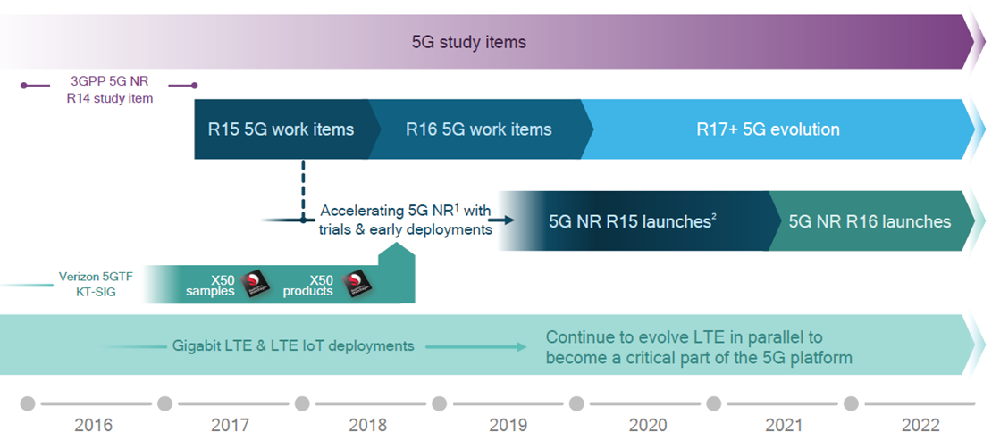 5G study items
3GPP 5G NR
R14 study item
R15 5G work items
R16 5G work items
R17+ 5G evolution
Accelerating 5G NR¹ with
trials & early deployments
5G NR R15 launches²
5G NR R16 launches
Verizon 5GTF
KT-SIG
X50
samples
X50
products
Gigabit LTE & LTE IoT deployments
Continue to evolve LTE in parallel to
become a critical part of the 5G platform
2016
2017
2018
2019
2020
2021
2022